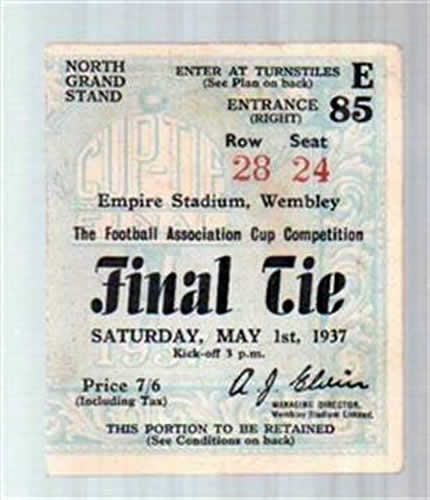 NORTH
GRAND
STAND
ENTER AT TURNSTILES E
(See Plan on back)
ENTRANCE 85
(RIGHT)
Row Seat
28 24
Empire Stadium, Wembley
The Football Association Cup Competition
Final Tie
SATURDAY, MAY 1st, 1937
Kick-off 3 p.m.
Price 7/6
(Including Tax)
A J Elvin
MANAGING DIRECTOR,
Wembley Stadium Limited.
THIS PORTION TO BE RETAINED
(See Conditions on back)
CUP-TIE